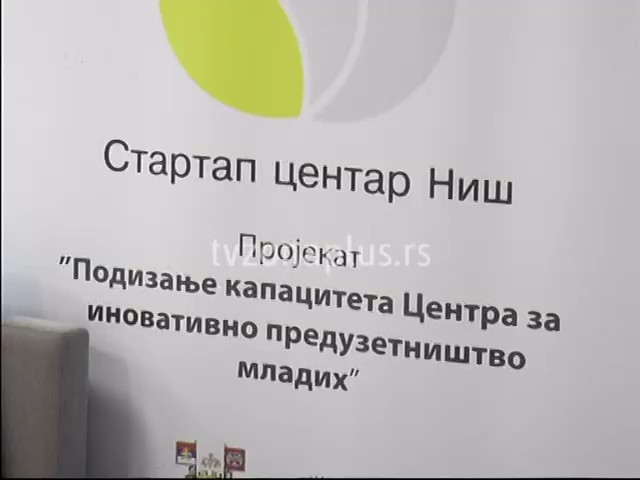 Стартап центар Ниш
Пројекат
"Подизање капацитета Центра за
иновативно предузетништво
младих"